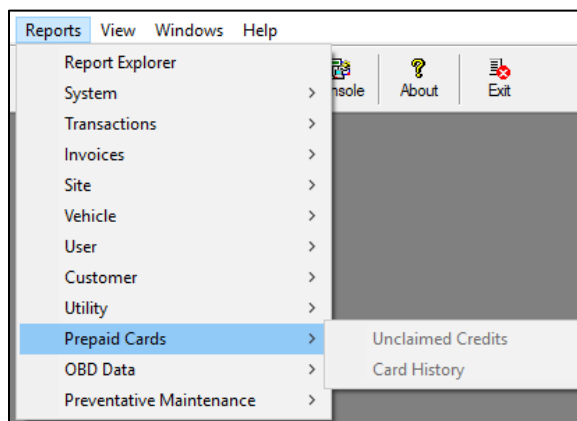 Reports View Windows Help
Report Explorer
System
Transactions
Invoices
Site
Vehicle
User
Customer
Utility
Prepaid Cards
OBD Data
Preventative Maintenance
About
Exit
Unclaimed Credits
Card History